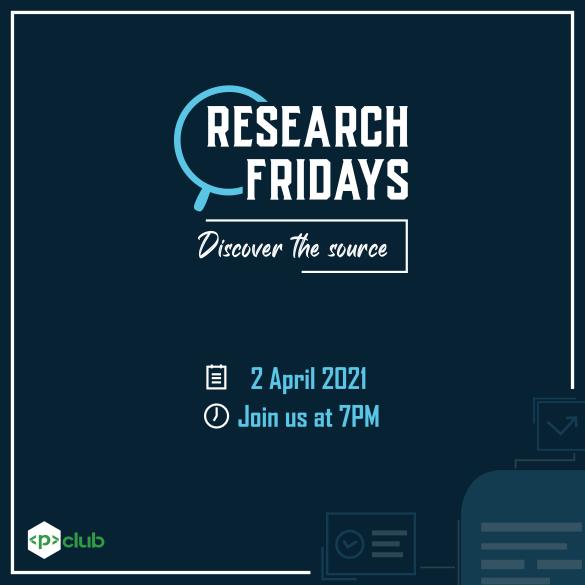 RESEARCH
FRIDAYS
Discover the source
2 April 2021
Join us at 7PM
<p>club